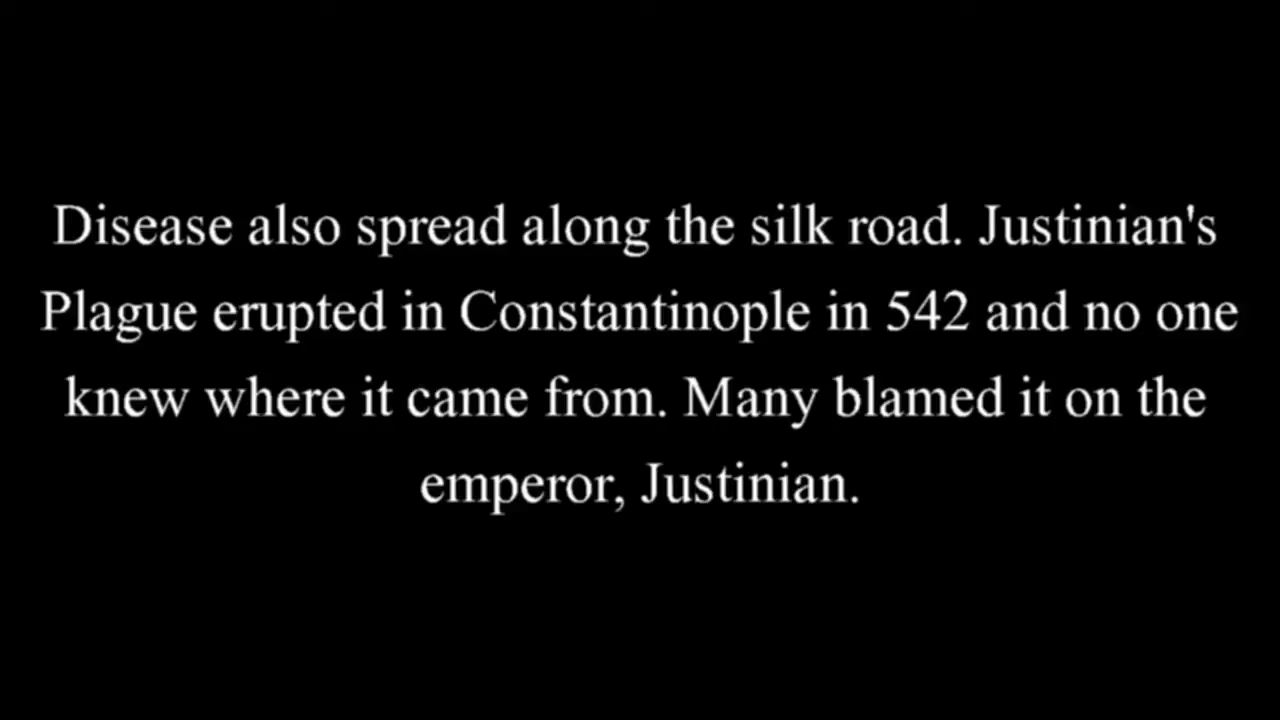 Disease also spread along the silk road. Justinian's
Plague erupted in Constantinople in 542 and no one
knew where it came from. Many blamed it on the
emperor, Justinian.